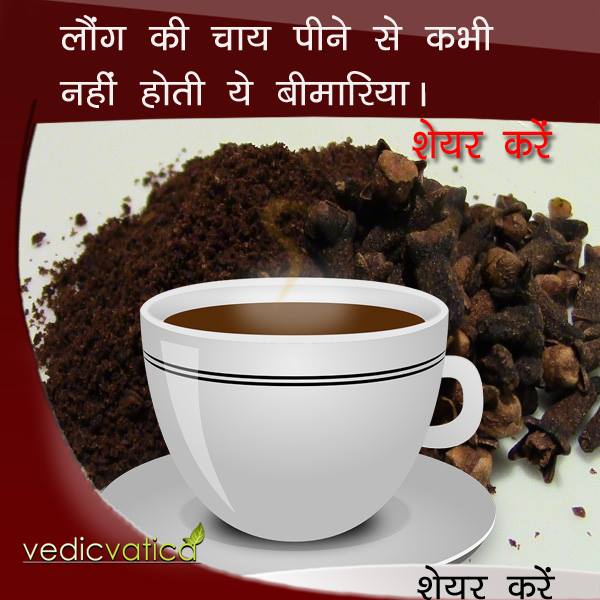 लौंग की चाय पीने से कभी
नहीं होती ये बीमारिया।
शेयर करें
vedicvatica
शेयर करें